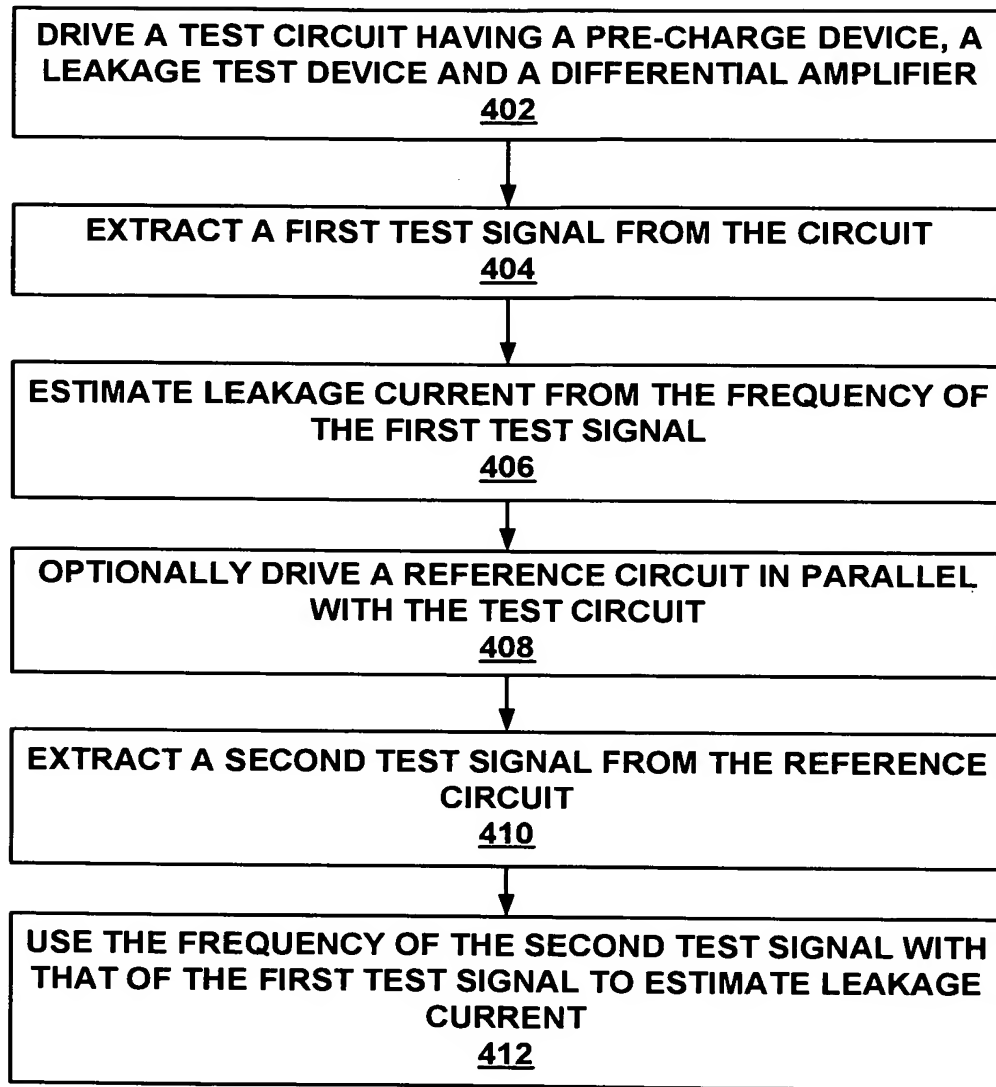 DRIVE A TEST CIRCUIT HAVING A PRE-CHARGE DEVICE, A
LEAKAGE TEST DEVICE AND A DIFFERENTIAL AMPLIFIER
402
EXTRACT A FIRST TEST SIGNAL FROM THE CIRCUIT
404
ESTIMATE LEAKAGE CURRENT FROM THE FREQUENCY OF
THE FIRST TEST SIGNAL
406
OPTIONALLY DRIVE A REFERENCE CIRCUIT IN PARALLEL
WITH THE TEST CIRCUIT
408
EXTRACT A SECOND TEST SIGNAL FROM THE REFERENCE
CIRCUIT
410
USE THE FREQUENCY OF THE SECOND TEST SIGNAL WITH
THAT OF THE FIRST TEST SIGNAL TO ESTIMATE LEAKAGE
CURRENT
412